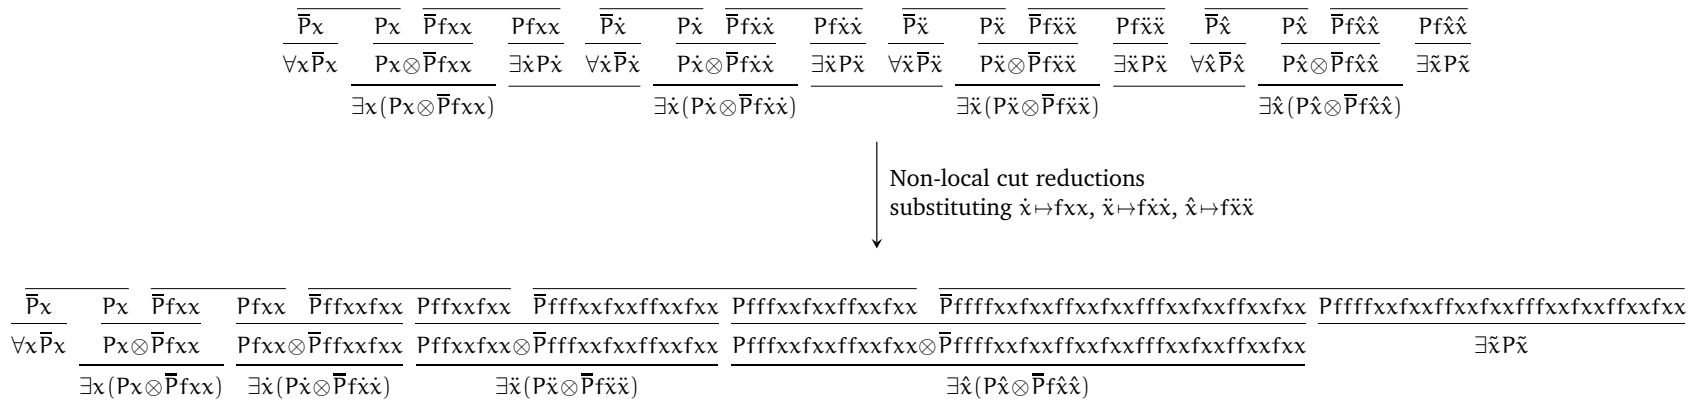 P̅x Px P̅fxx Pfxx P̅ẋ Pẋ P̅fẋẋ Pfẋẋ P̅ẍ Pẍ P̅fẍẍ Pfẍẍ P̅x̂ Px̂ P̅fx̂x̂ Pfx̂x̂
∀xP̅x Px⊗P̅fxx ∃ẋPẋ ∀ẋP̅ẋ Pẋ⊗P̅fẋẋ ∃ẍPẍ ∀ẍP̅ẍ Pẍ⊗P̅fẍẍ ∃ẍPẍ ∀x̂P̅x̂ Px̂⊗P̅fx̂x̂ ∃x̃Px̃
∃x(Px⊗P̅fxx) ∃ẋ(Pẋ⊗P̅fẋẋ) ∃ẍ(Pẍ⊗P̅fẍẍ) ∃x̂(Px̂⊗P̅fx̂x̂)
Non-local cut reductions
substituting ẋ↦fxx, ẍ↦fẋẋ, x̂↦fẍẍ
P̅x Px P̅fxx Pfxx P̅ffxxfxx Pffxxfxx P̅fffxxfxxffxxfxx Pfffxxfxxffxxfxx P̅ffffxxfxxffxxfxxfffxxfxxffxxfxx Pffffxxfxxffxxfxxfffxxfxxffxxfxx
∀xP̅x Px⊗P̅fxx Pfxx⊗P̅ffxxfxx Pffxxfxx⊗P̅fffxxfxxffxxfxx Pfffxxfxxffxxfxx⊗P̅ffffxxfxxffxxfxxfffxxfxxffxxfxx ∃x̃Px̃
∃x(Px⊗P̅fxx) ∃ẋ(Pẋ⊗P̅fẋẋ) ∃ẍ(Pẍ⊗P̅fẍẍ) ∃x̂(Px̂⊗P̅fx̂x̂)